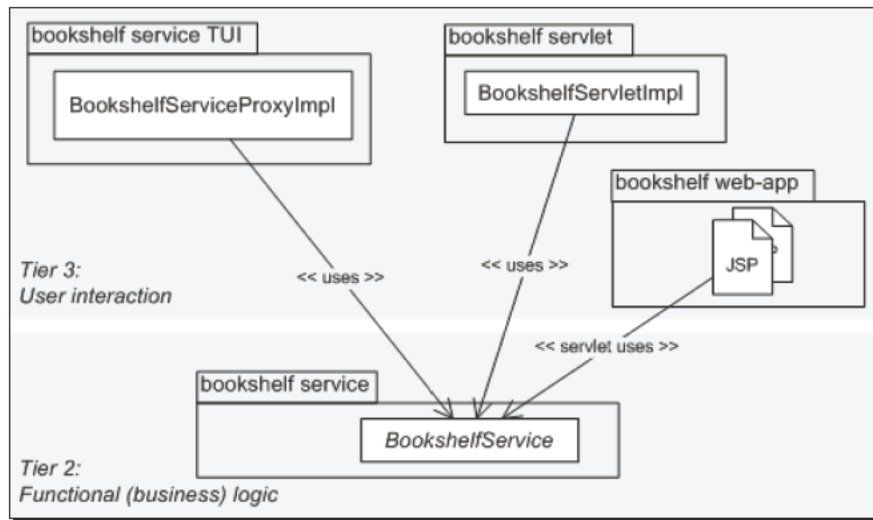 bookshelf service TUI
BookshelfServiceProxyImpl
bookshelf servlet
BookshelfServletImpl
bookshelf web-app
JSP
Tier 3:
User interaction
<< uses >>
<< uses >>
<< servlet uses >>
bookshelf service
BookshelfService
Tier 2:
Functional (business) logic